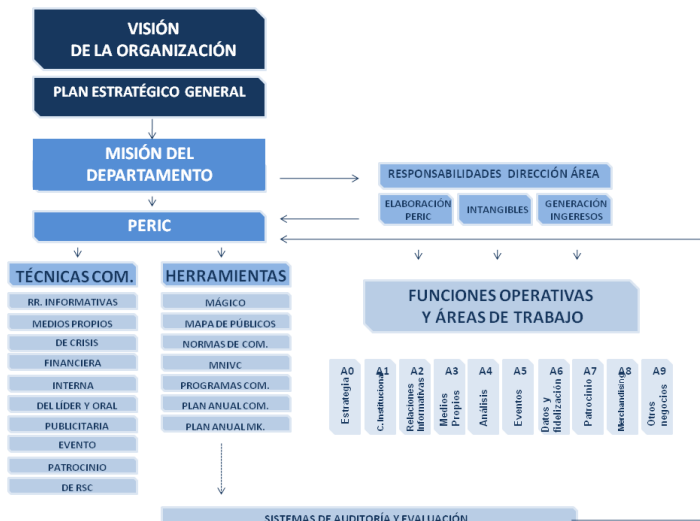 VISIÓN
DE LA ORGANIZACIÓN
PLAN ESTRATÉGICO GENERAL
MISIÓN DEL
DEPARTAMENTO
RESPONSABILIDADES DIRECCIÓN ÁREA
ELABORACIÓN
PERIC
INTANGIBLES
GENERACIÓN
INGERESOS
PERIC
TÉCNICAS COM.
RR. INFORMATIVAS
MEDIOS PROPIOS
DE CRISIS
FINANCIERA
INTERNA
DEL LÍDER Y ORAL
PUBLICITARIA
EVENTO
PATROCINIO
DE RSC
HERRAMIENTAS
MÁGICO
MAPA DE PÚBLICOS
NORMAS DE COM.
MNIVC
PROGRAMAS COM.
PLAN ANUAL COM.
PLAN ANUAL MK.
FUNCIONES OPERATIVAS
Y ÁREAS DE TRABAJO
A0
Estrategia
A1
C. Institucional
A2
Relaciones
Informativas
A3
Medios
Propios
A4
Análisis
A5
Eventos
A6
Datos y
fidelización
A7
Patrocinio
A8
Merchandising
A9
Otros
negocios
SISTEMAS DE AUDITORÍA Y EVALUACIÓN